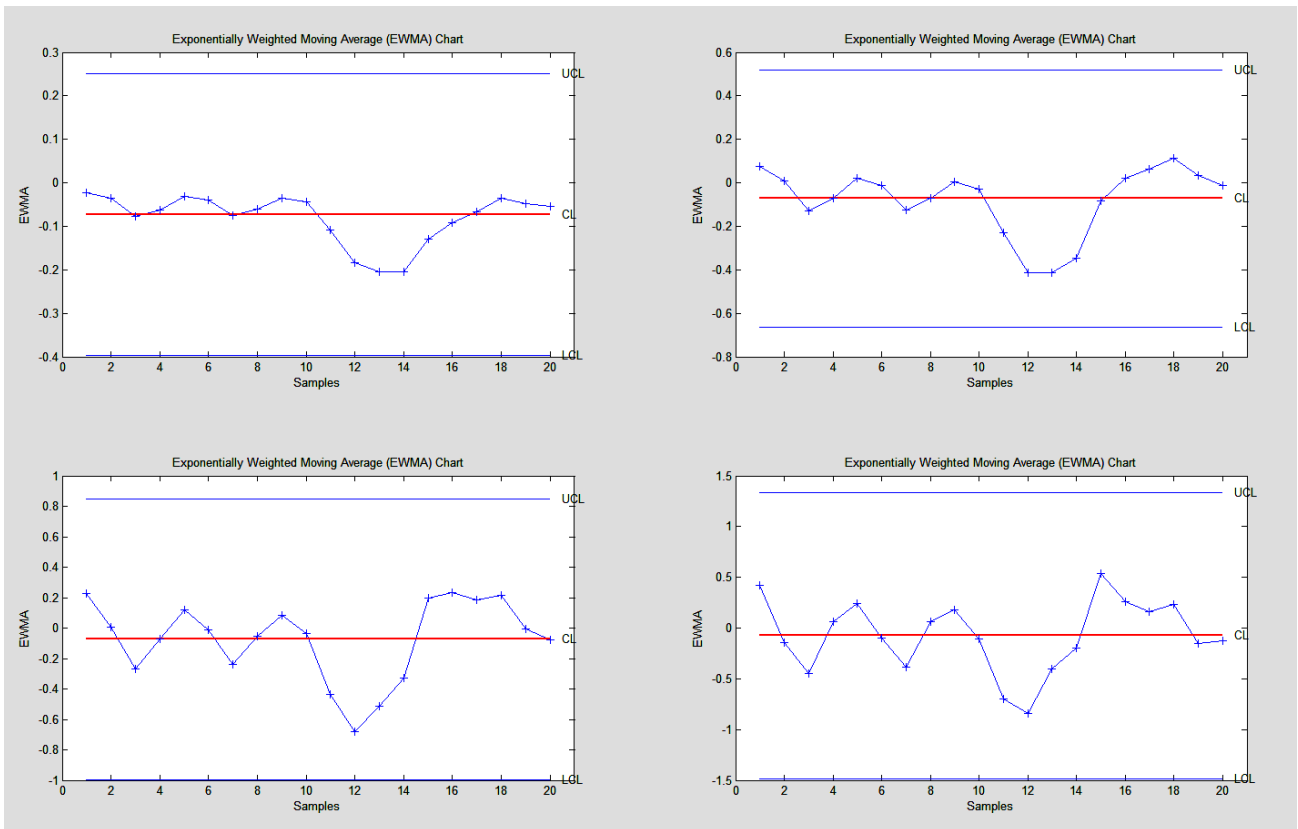 Exponentially Weighted Moving Average (EWMA) Chart
0.3
UCL
0.2
0.1
0
EWMA
CL
-0.1
-0.2
-0.3
-0.4
LCL
0 2 4 6 8 10 12 14 16 18 20
Samples
Exponentially Weighted Moving Average (EWMA) Chart
0.6
UCL
0.4
0.2
0
EWMA
CL
-0.2
-0.4
-0.6
LCL
-0.8
0 2 4 6 8 10 12 14 16 18 20
Samples
Exponentially Weighted Moving Average (EWMA) Chart
1
UCL
0.8
0.6
0.4
0.2
0
EWMA
CL
-0.2
-0.4
-0.6
-0.8
-1
LCL
0 2 4 6 8 10 12 14 16 18 20
Samples
Exponentially Weighted Moving Average (EWMA) Chart
1.5
UCL
1
0.5
0
EWMA
CL
-0.5
-1
-1.5
LCL
0 2 4 6 8 10 12 14 16 18 20
Samples